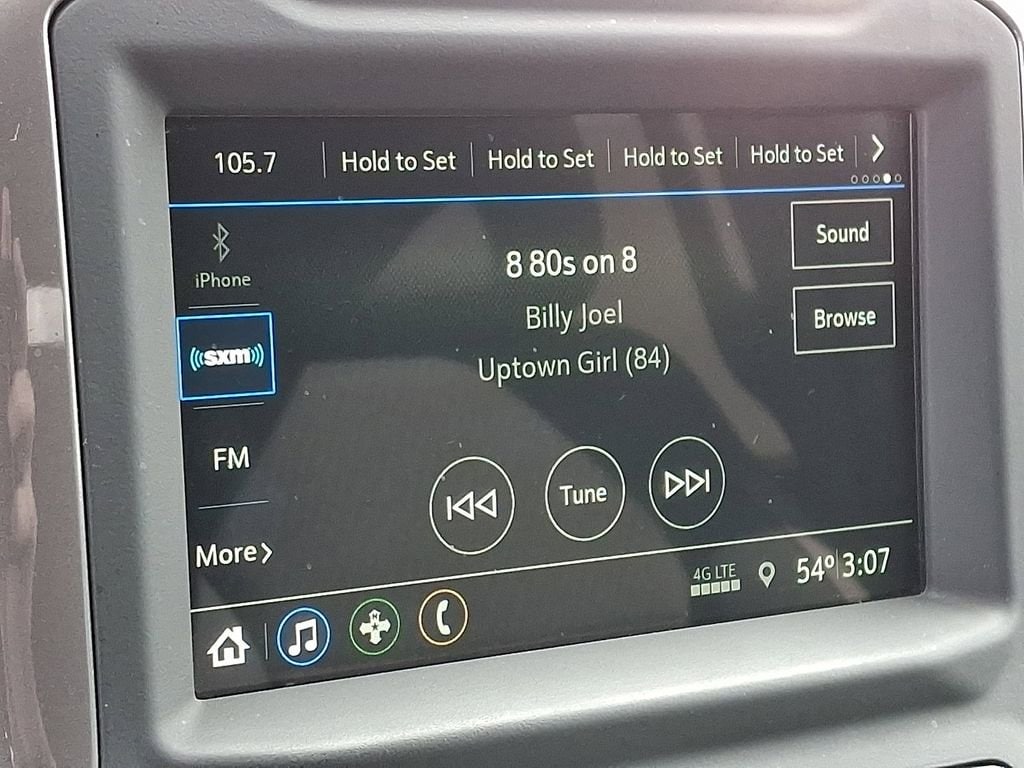 105.7 Hold to Set Hold to Set Hold to Set Hold to Set
iPhone
((sxm))
FM
More
8 80s on 8
Billy Joel
Uptown Girl (84)
Tune
Sound
Browse
4G LTE 54° 3:07
N